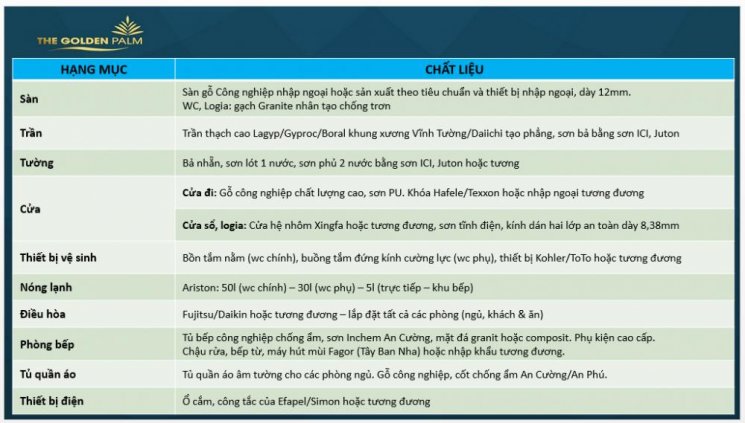 THE GOLDEN PALM
HẠNG MỤC
CHẤT LIỆU
Sàn
Sàn gỗ Công nghiệp nhập ngoại hoặc sản xuất theo tiêu chuẩn và thiết bị nhập ngoại, dày 12mm.
WC, Logia: gạch Granite nhân tạo chống trơn
Trần
Trần thạch cao Lagyp/Gyproc/Boral khung xương Vĩnh Tường/Daiichi tạo phẳng, sơn bả bằng sơn ICI, Juton
Tường
Bả nhẵn, sơn lót 1 nước, sơn phủ 2 nước bằng sơn ICI, Juton hoặc tương
Cửa
Cửa đi: Gỗ công nghiệp chất lượng cao, sơn PU. Khóa Hafele/Texxon hoặc nhập ngoại tương đương
Cửa sổ, logia: Cửa hệ nhôm Xingfa hoặc tương đương, sơn tĩnh điện, kính dán hai lớp an toàn dày 8,38mm
Thiết bị vệ sinh
Bồn tắm nằm (wc chính), buồng tắm đứng kính cường lực (wc phụ), thiết bị Kohler/ToTo hoặc tương đương
Nóng lạnh
Ariston: 50l (wc chính) – 30l (wc phụ) – 5l (trực tiếp – khu bếp)
Điều hòa
Fujitsu/Daikin hoặc tương đương – lắp đặt tất cả các phòng (ngủ, khách & ăn)
Phòng bếp
Tủ bếp công nghiệp chống ẩm, sơn Inchem An Cường, mặt đá granit hoặc composit. Phụ kiện cao cấp.
Chậu rửa, bếp từ, máy hút mùi Fagor (Tây Ban Nha) hoặc nhập khẩu tương đương.
Tủ quần áo
Tủ quần áo âm tường cho các phòng ngủ. Gỗ công nghiệp, cốt chống ẩm An Cường/An Phú.
Thiết bị điện
Ổ cắm, công tắc của Efapel/Simon hoặc tương đương